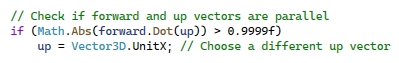 // Check if forward and up vectors are parallel
if (Math.Abs(forward.Dot(up)) > 0.9999f)
    up = Vector3D.UnitX; // Choose a different up vector